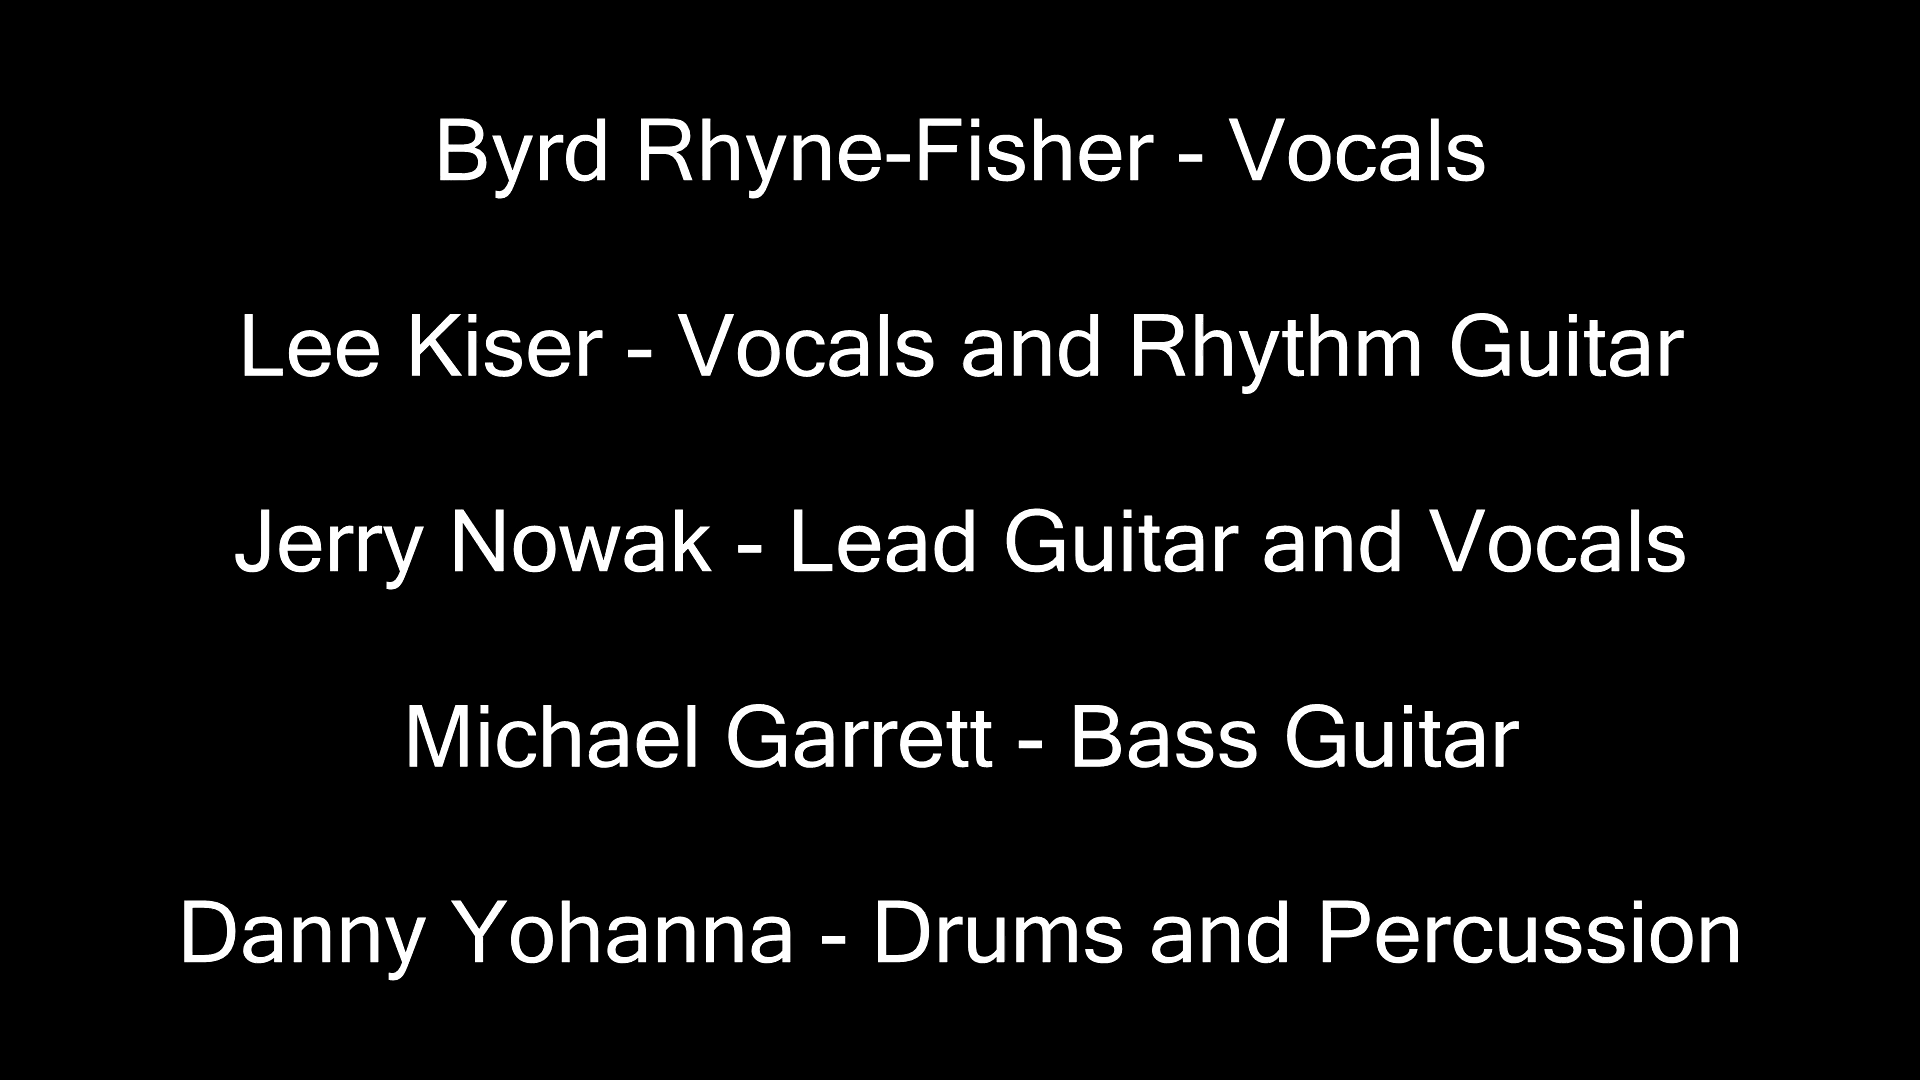 Byrd Rhyne-Fisher - Vocals
Lee Kiser - Vocals and Rhythm Guitar
Jerry Nowak - Lead Guitar and Vocals
Michael Garrett - Bass Guitar
Danny Yohanna - Drums and Percussion